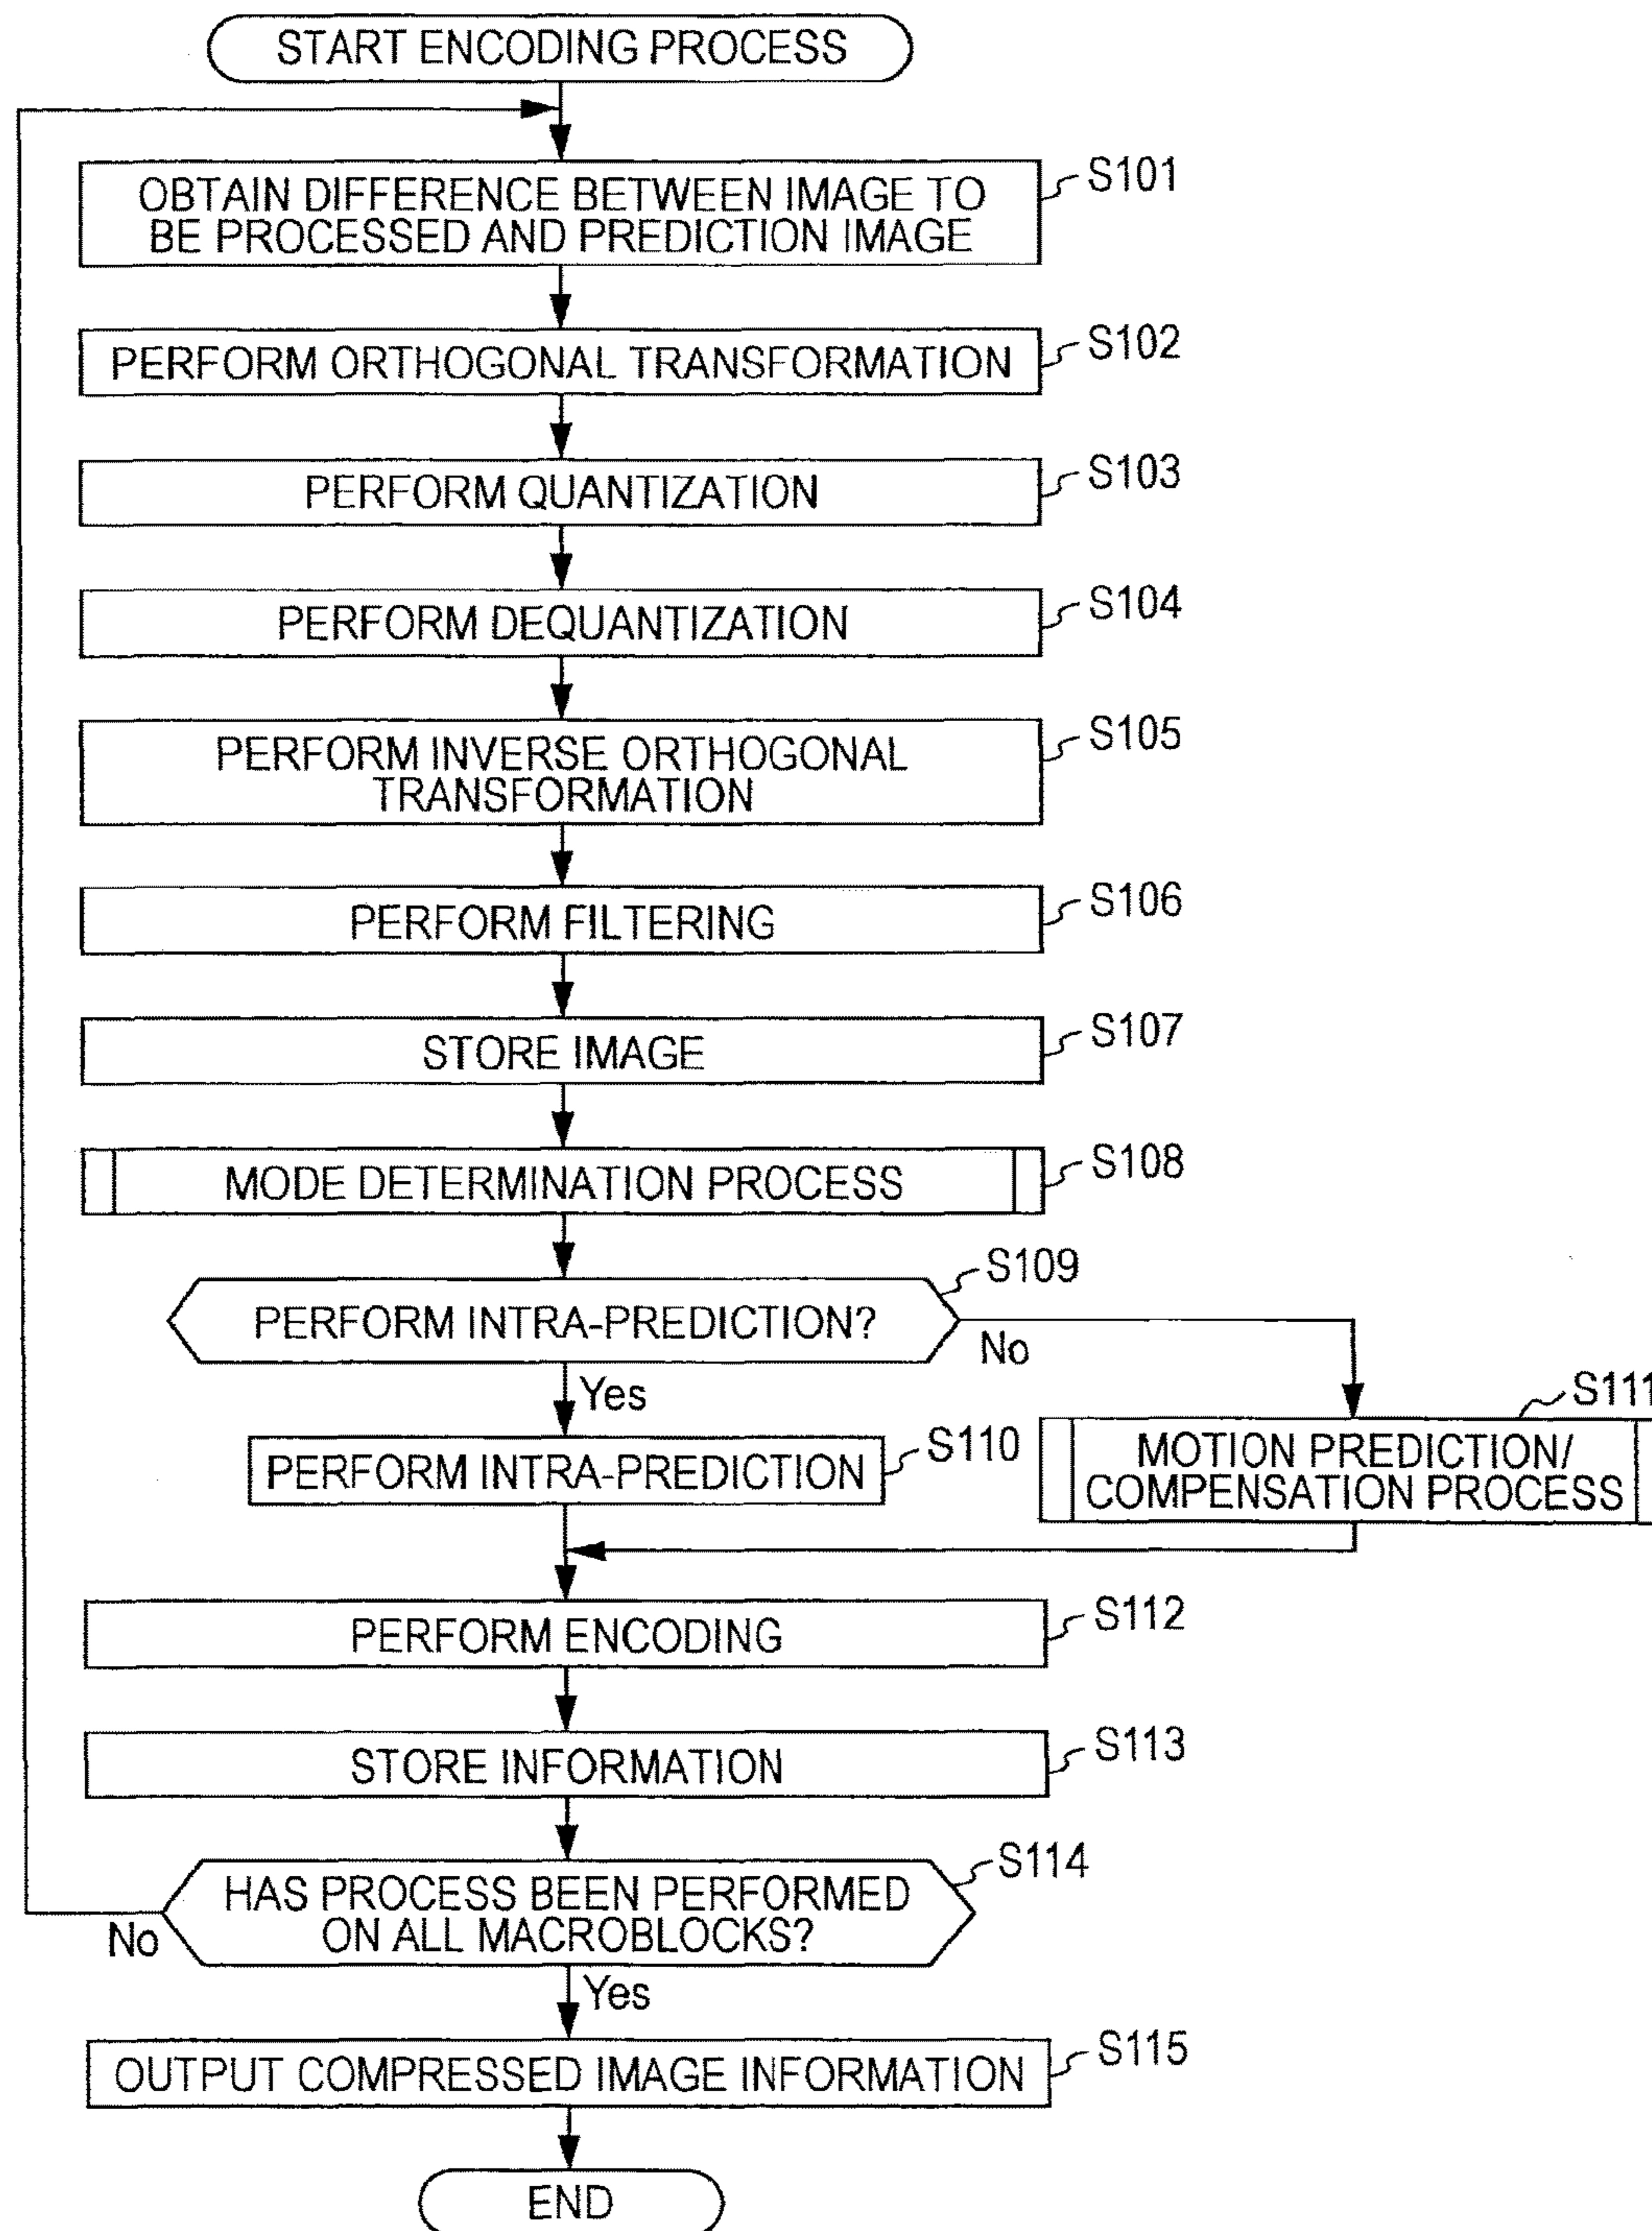 START ENCODING PROCESS
OBTAIN DIFFERENCE BETWEEN IMAGE TO
BE PROCESSED AND PREDICTION IMAGE
S101
PERFORM ORTHOGONAL TRANSFORMATION
S102
PERFORM QUANTIZATION
S103
PERFORM DEQUANTIZATION
S104
PERFORM INVERSE ORTHOGONAL
TRANSFORMATION
S105
PERFORM FILTERING
S106
STORE IMAGE
S107
MODE DETERMINATION PROCESS
S108
PERFORM INTRA-PREDICTION?
S109
No
Yes
PERFORM INTRA-PREDICTION
S110
MOTION PREDICTION/
COMPENSATION PROCESS
S111
PERFORM ENCODING
S112
STORE INFORMATION
S113
HAS PROCESS BEEN PERFORMED
ON ALL MACROBLOCKS?
S114
No
Yes
OUTPUT COMPRESSED IMAGE INFORMATION
S115
END